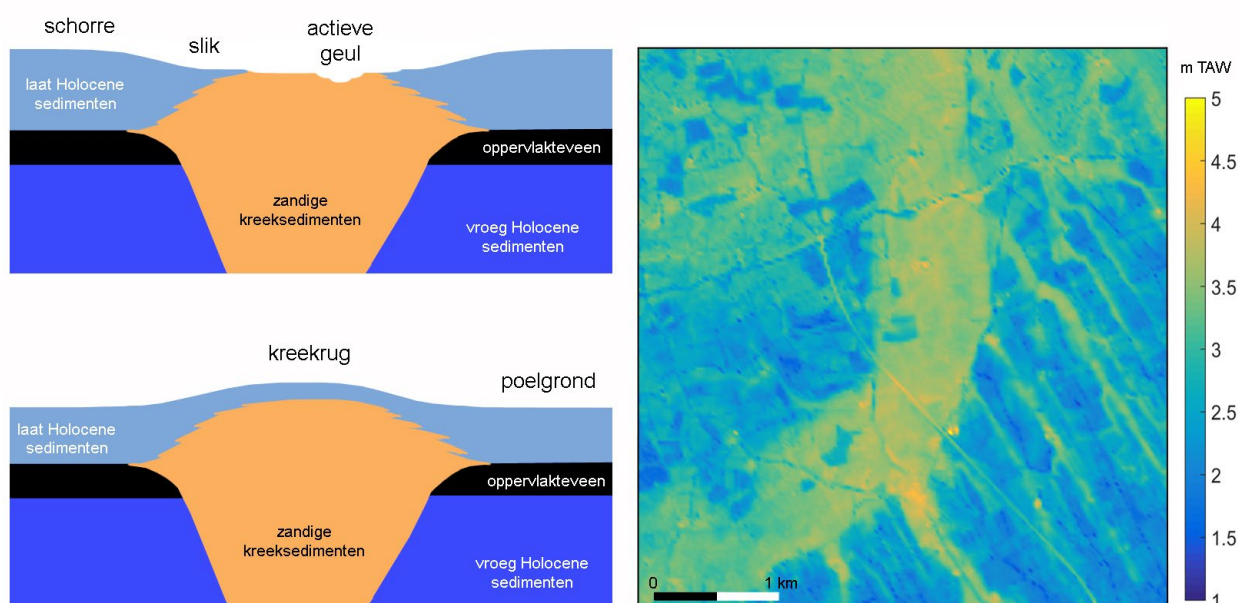 schorre
slik
actieve
geul
laat Holocene
sedimenten
oppervlakteveen
zandige
kreeksedimenten
vroeg Holocene
sedimenten
kreekrug
poelgrond
laat Holocene
sedimenten
oppervlakteveen
zandige
kreeksedimenten
vroeg Holocene
sedimenten
0
1 km
m TAW
5
4.5
4
3.5
3
2.5
2
1.5
1